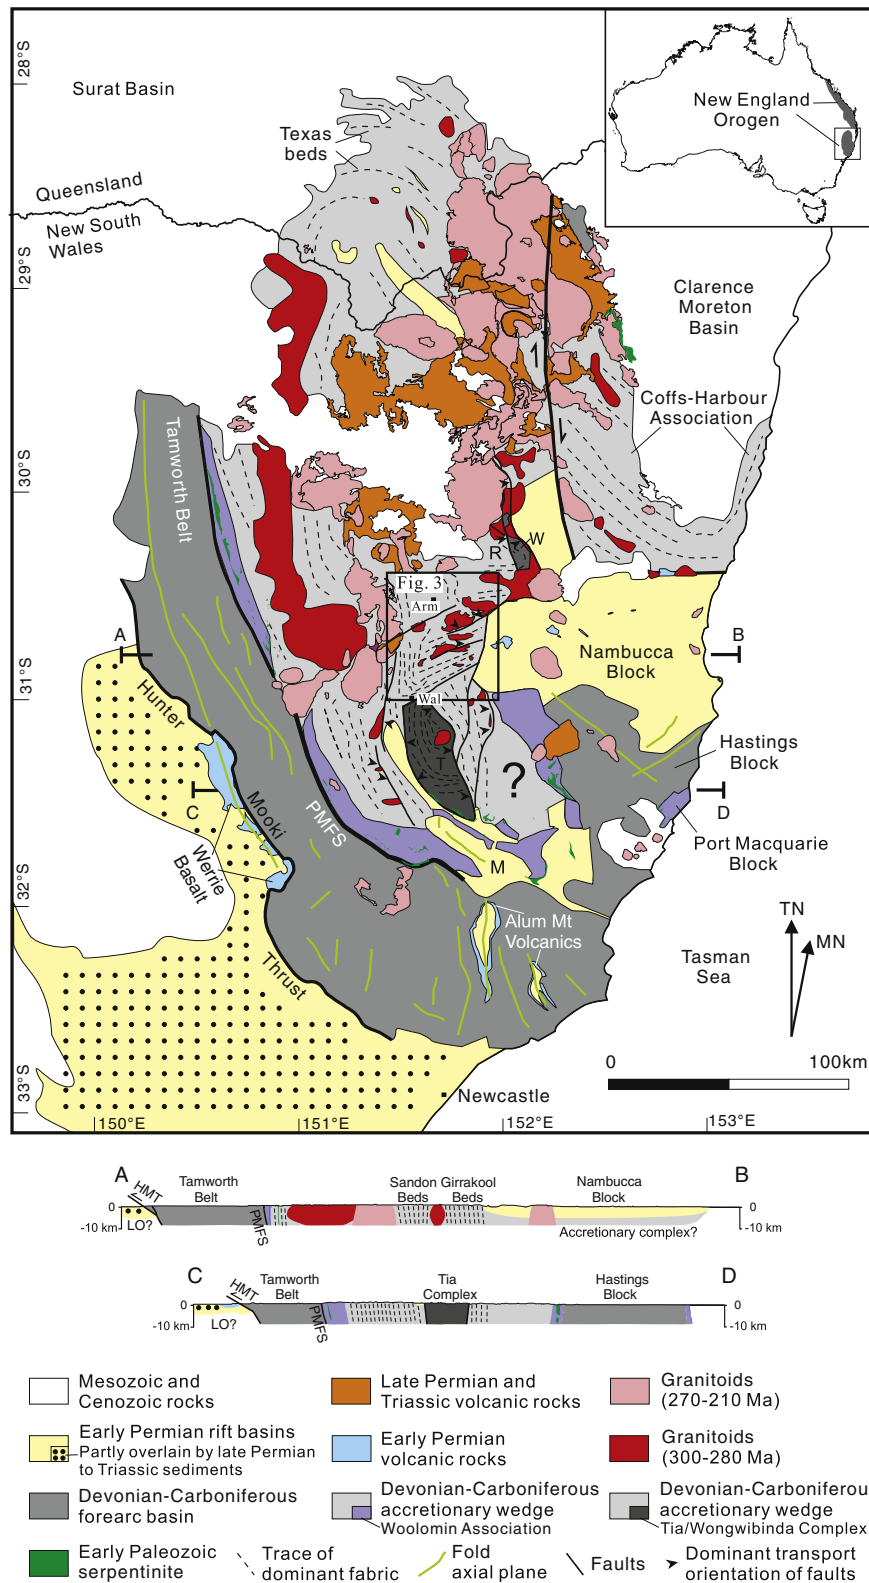 28°S
29°S
30°S
31°S
32°S
33°S
Surat Basin
Texas
beds
Queensland
New South
Wales
New England
Orogen
Clarence
Moreton
Basin
Coffs-Harbour
Association
Tamworth Belt
R
W
Fig. 3
Arm
A
B
Nambucca
Block
Wal
Hunter
Mooki
Thrust
T
?
Hastings
Block
C
D
PMFS
Werrie
Basalt
M
Port Macquarie
Block
Alum Mt
Volcanics
TN
MN
Tasman
Sea
0 100km
Newcastle
150°E 151°E 152°E 153°E
A B
HMT
Tamworth
Belt
Sandon Girrakool
Beds Beds
Nambucca
Block
0 0
-10 km -10 km
LO?
PMFS
Accretionary complex?
C D
HMT
Tamworth
Belt
Tia
Complex
Hastings
Block
0 0
-10 km -10 km
LO?
PMFS
Mesozoic and
Cenozoic rocks
Late Permian and
Triassic volcanic rocks
Granitoids
(270-210 Ma)
Early Permian rift basins
Partly overlain by late Permian
to Triassic sediments
Early Permian
volcanic rocks
Granitoids
(300-280 Ma)
Devonian-Carboniferous
forearc basin
Devonian-Carboniferous
accretionary wedge
Woolomin Association
Devonian-Carboniferous
accretionary wedge
Tia/Wongwibinda Complex
Early Paleozoic
serpentinite
Trace of
dominant fabric
Fold
axial plane
Faults
Dominant transport
orientation of faults